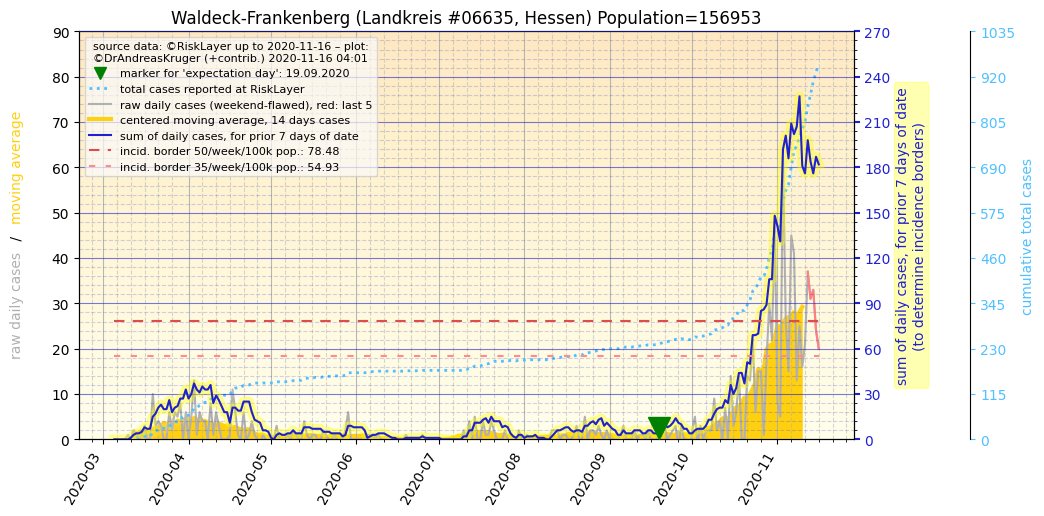 Waldeck-Frankenberg (Landkreis #06635, Hessen) Population=156953
source data: ©RiskLayer up to 2020-11-16 – plot:
©DrAndreasKruger (+contrib.) 2020-11-16 04:01
marker for 'expectation day': 19.09.2020
total cases reported at RiskLayer
raw daily cases (weekend-flawed), red: last 5
centered moving average, 14 days cases
sum of daily cases, for prior 7 days of date
incid. border 50/week/100k pop.: 78.48
incid. border 35/week/100k pop.: 54.93
raw daily cases / moving average
90
80
70
60
50
40
30
20
10
0
2020-03
2020-04
2020-05
2020-06
2020-07
2020-08
2020-09
2020-10
2020-11
270
240
210
180
150
120
90
60
30
0
sum of daily cases, for prior 7 days of date
(to determine incidence borders)
1035
920
805
690
575
460
345
230
115
0
cumulative total cases